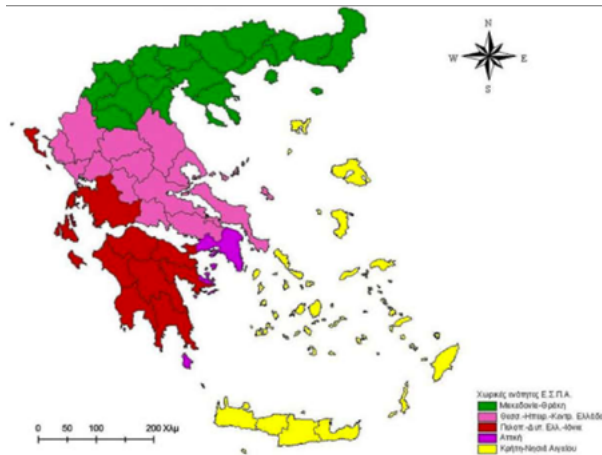 N
W E
S
Χωρικές ενότητες Ε.Σ.Π.Α.
Μακεδονία-Θράκη
Θεσσ.-Ηπειρ.-Κεντρ. Ελλάδα
Πελοπ.-Δυτ. Ελλ.-Ιόνια
Αττική
Κρήτη-Νησιά Αιγαίου
0 50 100 200 Χλμ